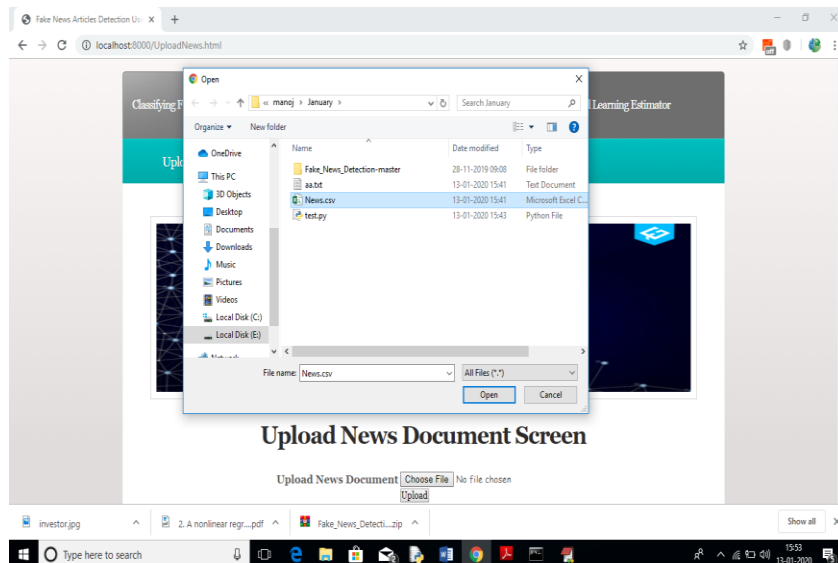 Fake News Articles Detection Us
localhost:8000/UploadNews.html
off
Classifying F
l Learning Estimator
Uplo
Open
« manoj > January >
Search January
Organize
New folder
Name
Date modified
Type
OneDrive
This PC
3D Objects
Desktop
Documents
Downloads
Music
Pictures
Videos
Local Disk (C:)
Local Disk (E:)
Network
Fake_News_Detection-master 28-11-2019 09:08 File folder
aa.txt 13-01-2020 15:41 Text Document
News.csv 13-01-2020 15:41 Microsoft Excel C...
test.py 13-01-2020 15:43 Python File
File name: News.csv
All Files (*.*)
Open
Cancel
Upload News Document Screen
Upload News Document Choose File No file chosen
Upload
investor.jpg
2. A nonlinear regr....pdf
Fake_News_Detecti....zip
Show all
Type here to search
15:53
13-01-2020